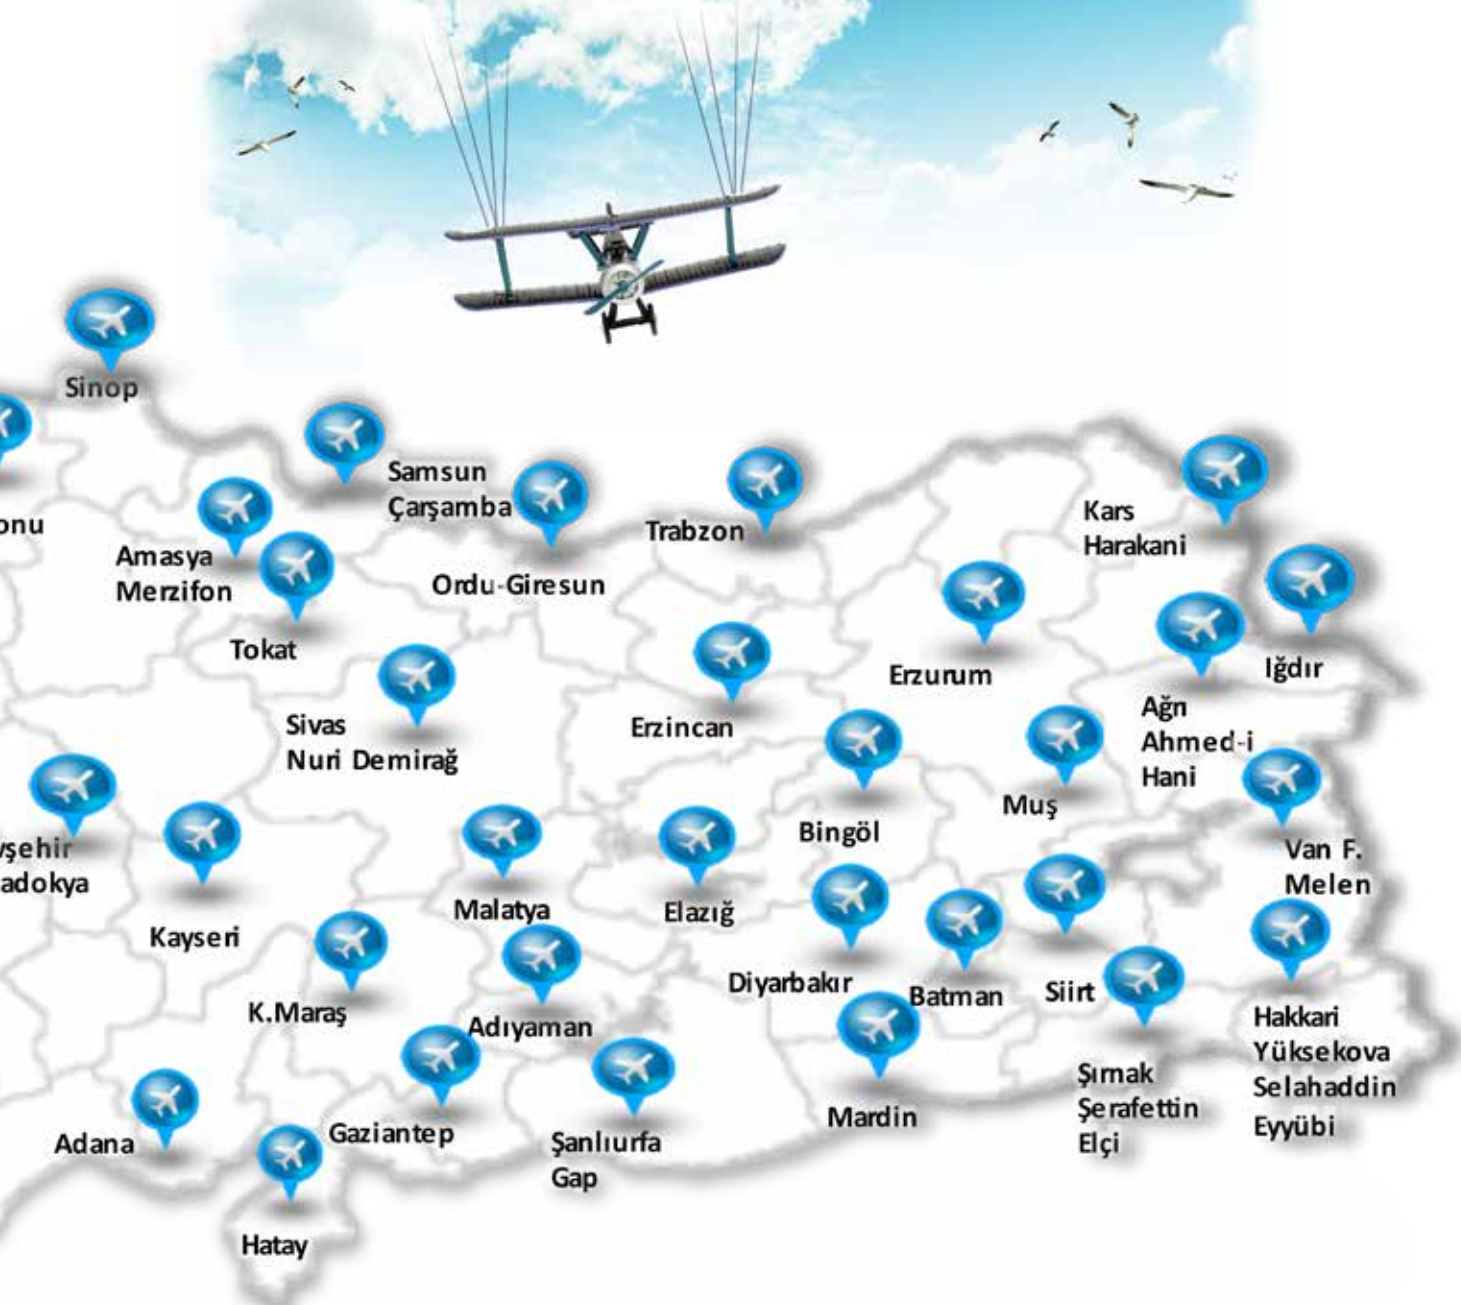 Sinop
Samsun
Çarşamba
onu
Amasya
Merzifon
Ordu-Giresun
Trabzon
Kars
Harakani
Tokat
Iğdır
Erzurum
Sivas
Nuri Demirağ
Erzincan
Ağrı
Ahmed-i
Hani
Muş
Bingöl
vşehir
adokya
Van F.
Melen
Kayseri
Malatya
Elazığ
Diyarbakır
Batman
Siirt
K.Maraş
Adıyaman
Hakkari
Yüksekova
Selahaddin
Eyyübi
Şırnak
Şerafettin
Elçi
Mardin
Adana
Gaziantep
Şanlıurfa
Gap
Hatay